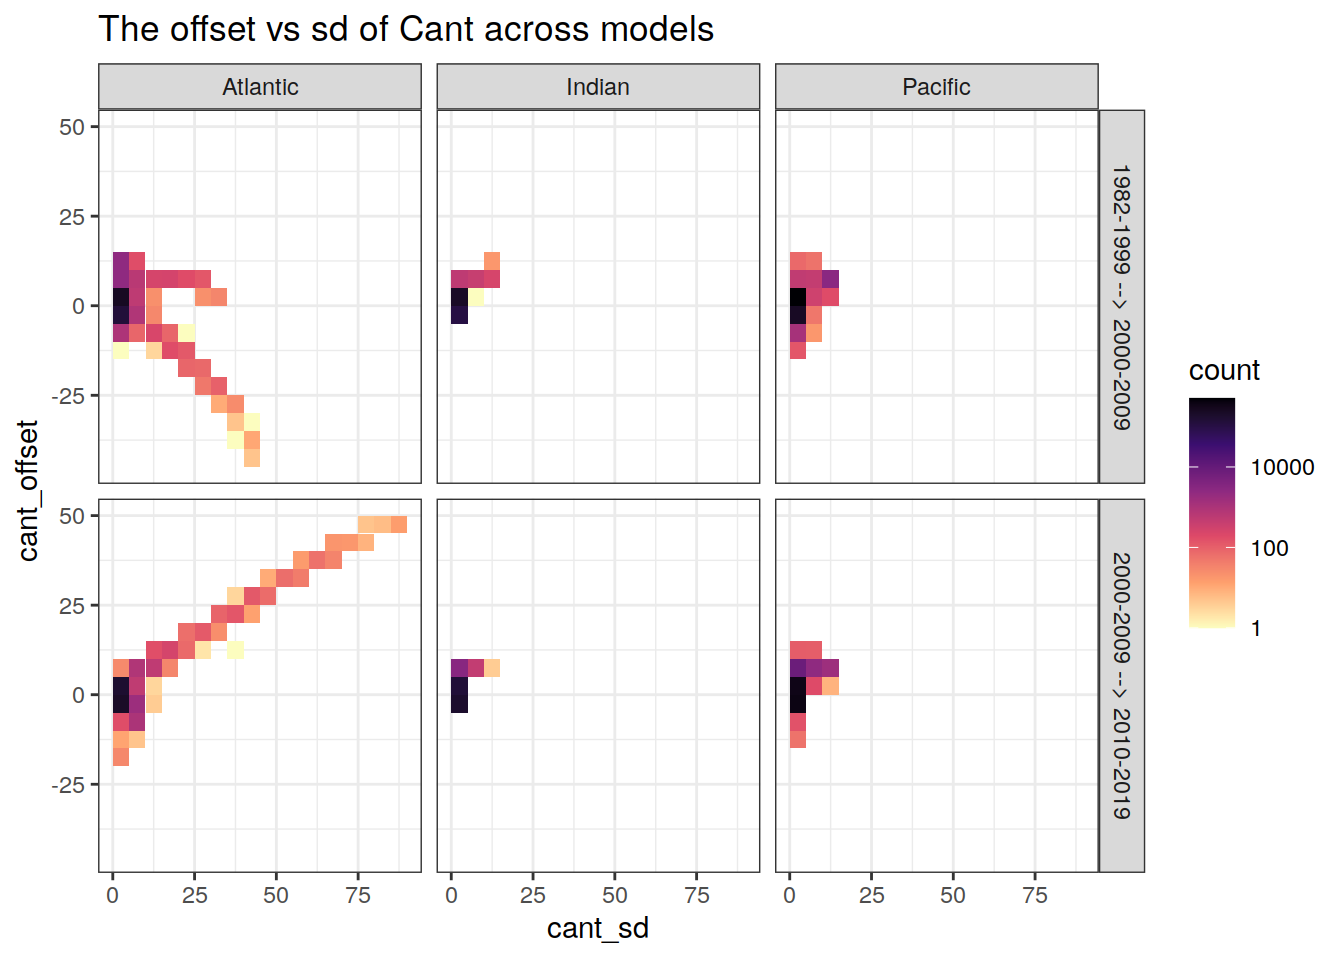 The offset vs sd of Cant across models
Atlantic
Indian
Pacific
50
25
0
-25
1982-1999 --> 2000-2009
cant_offset
50
25
0
-25
2000-2009 --> 2010-2019
0 25 50 75
0 25 50 75
0 25 50 75
cant_sd
count
10000
100
1